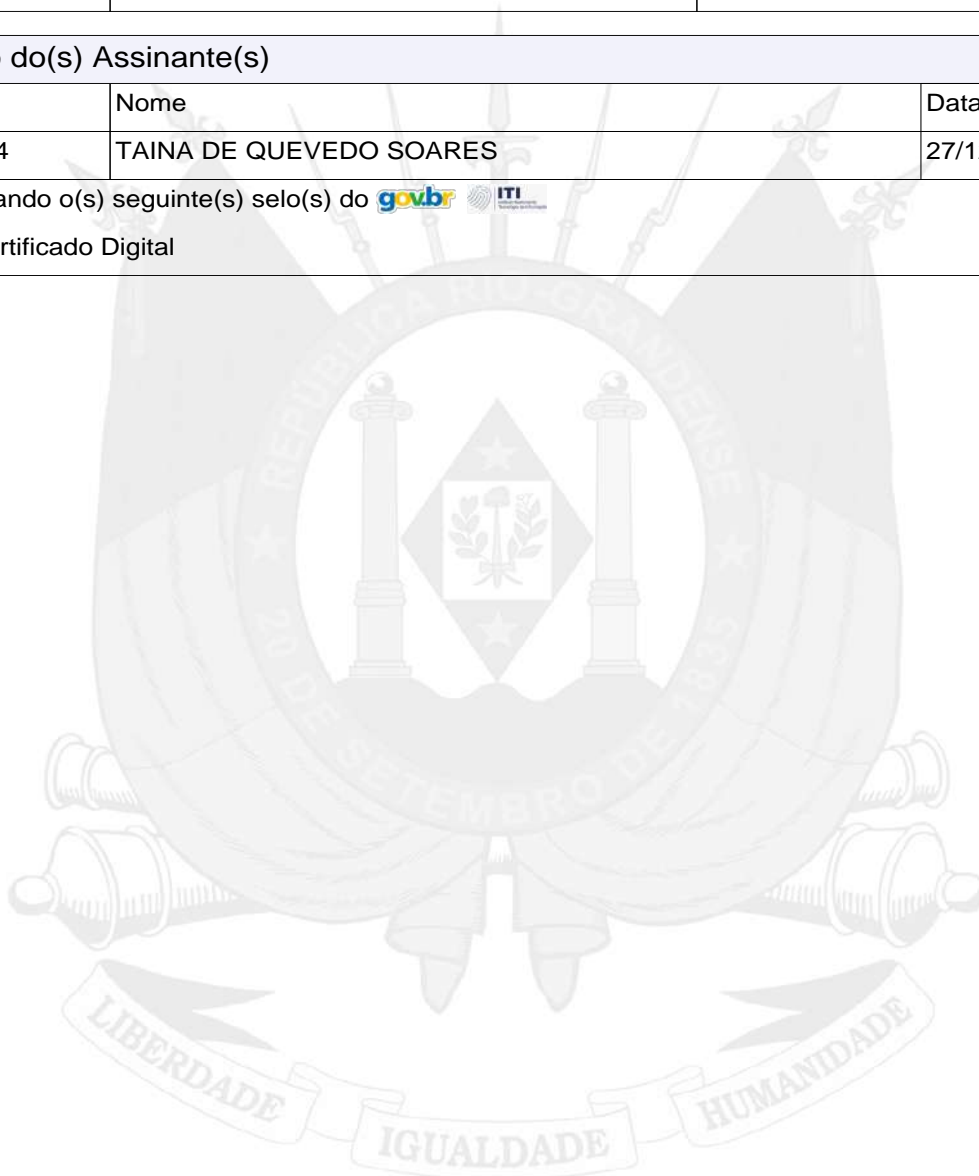 do(s) Assinante(s)
Nome Data
4 TAINA DE QUEVEDO SOARES 27/1
ando o(s) seguinte(s) selo(s) do gov.br ITI
rtificado Digital
REPÚBLICA RIO-GRANDENSE
20 DE SETEMBRO DE 1835
LIBERDADE IGUALDADE HUMANIDADE